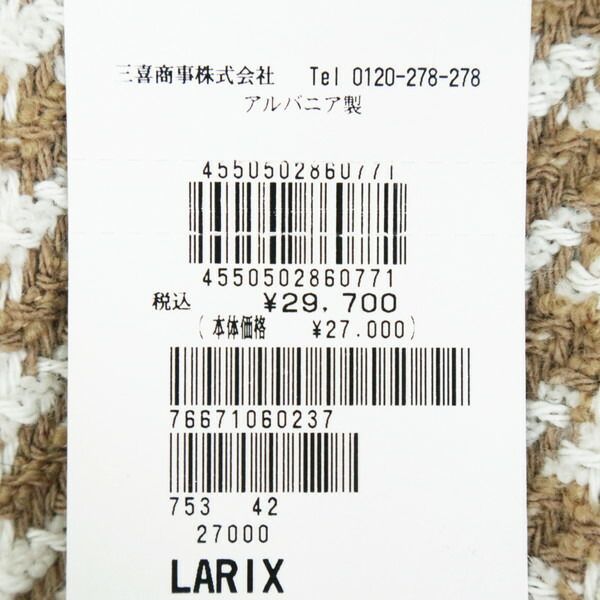 三喜商事株式会社 Tel 0120-278-278
アルバニア製
4550502860771
4550502860771
税込 ¥29,700
(本体価格 ¥27.000)
76671060237
753 42
27000
LARIX